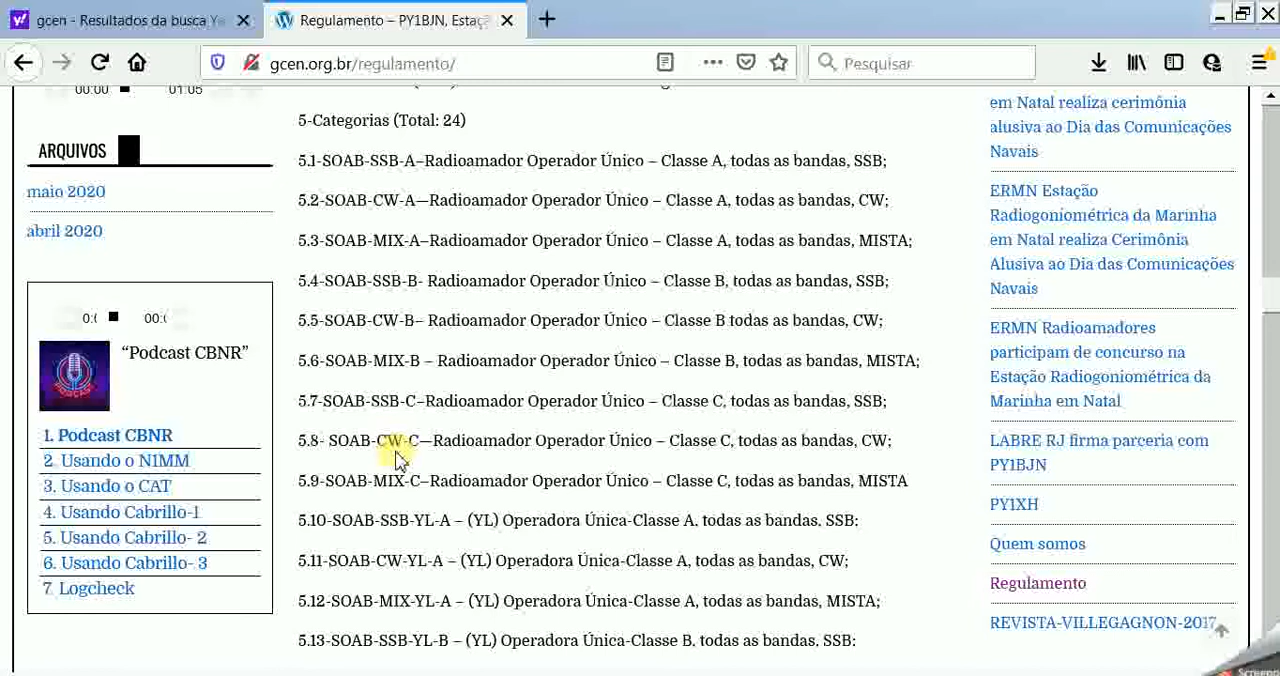 gcen - Resultados da busca
Regulamento – PY1BJN, Estaç
gcen.org.br/regulamento/
Pesquisar
00:00
01:05
ARQUIVOS
maio 2020
abril 2020
0:(
00:(
“Podcast CBNR”
1. Podcast CBNR
2. Usando o N1MM
3. Usando o CAT
4. Usando Cabrillo-1
5. Usando Cabrillo- 2
6. Usando Cabrillo- 3
7. Logcheck
5-Categorias (Total: 24)
5.1-SOAB-SSB-A–Radioamador Operador Único – Classe A, todas as bandas, SSB;
5.2-SOAB-CW-A—Radioamador Operador Único – Classe A, todas as bandas, CW;
5.3-SOAB-MIX-A–Radioamador Operador Único – Classe A, todas as bandas, MISTA;
5.4-SOAB-SSB-B- Radioamador Operador Único – Classe B, todas as bandas, SSB;
5.5-SOAB-CW-B– Radioamador Operador Único – Classe B todas as bandas, CW;
5.6-SOAB-MIX-B – Radioamador Operador Único – Classe B, todas as bandas, MISTA;
5.7-SOAB-SSB-C–Radioamador Operador Único – Classe C, todas as bandas, SSB;
5.8- SOAB-CW-C—Radioamador Operador Único – Classe C, todas as bandas, CW;
5.9-SOAB-MIX-C–Radioamador Operador Único – Classe C, todas as bandas, MISTA
5.10-SOAB-SSB-YL-A – (YL) Operadora Única-Classe A, todas as bandas, SSB;
5.11-SOAB-CW-YL-A – (YL) Operadora Única-Classe A, todas as bandas, CW;
5.12-SOAB-MIX-YL-A – (YL) Operadora Única-Classe A, todas as bandas, MISTA;
5.13-SOAB-SSB-YL-B – (YL) Operadora Única-Classe B, todas as bandas, SSB;
em Natal realiza cerimônia
alusiva ao Dia das Comunicações
Navais
ERMN Estação
Radiogoniométrica da Marinha
em Natal realiza Cerimônia
Alusiva ao Dia das Comunicações
Navais
ERMN Radioamadores
participam de concurso na
Estação Radiogoniométrica da
Marinha em Natal
LABRE RJ firma parceria com
PY1BJN
PY1XH
Quem somos
Regulamento
REVISTA-VILLEGAGNON-2017